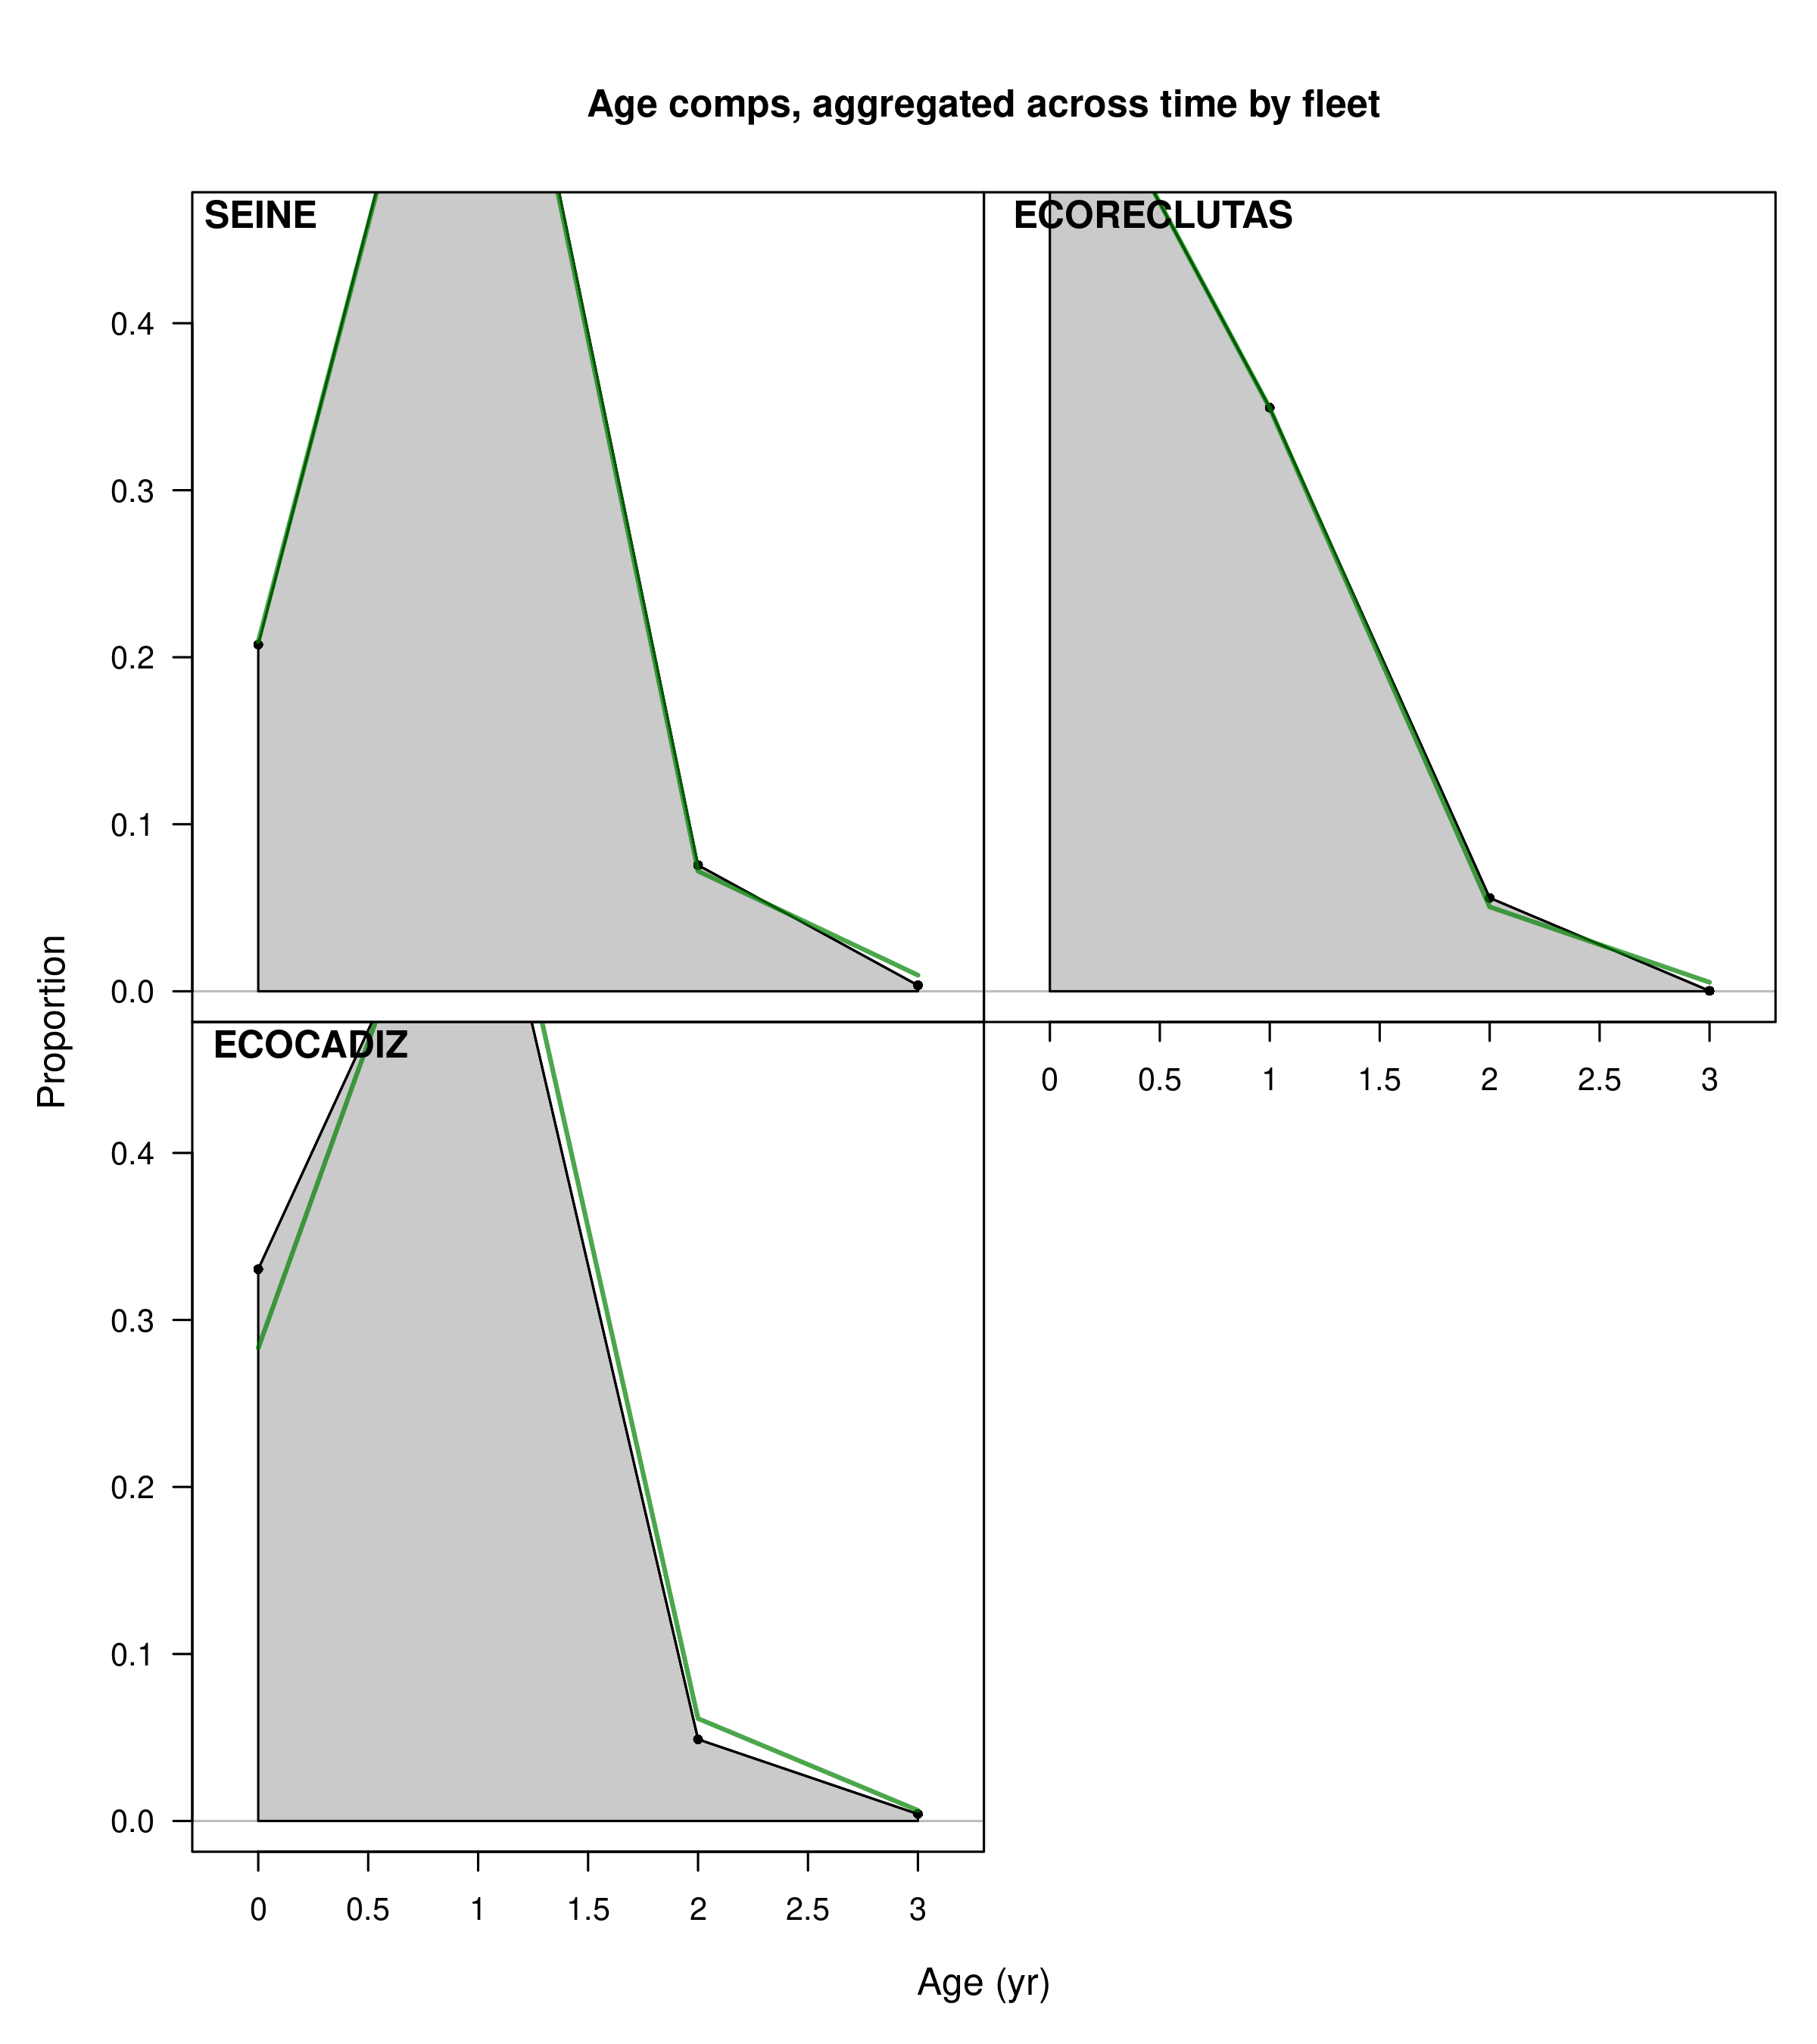 Age comps, aggregated across time by fleet
SEINE
ECORECLUTAS
0.4
0.3
0.2
0.1
0.0
0 0.5 1 1.5 2 2.5 3
ECOCADIZ
0.4
0.3
0.2
0.1
0.0
0 0.5 1 1.5 2 2.5 3
Proportion
Age (yr)